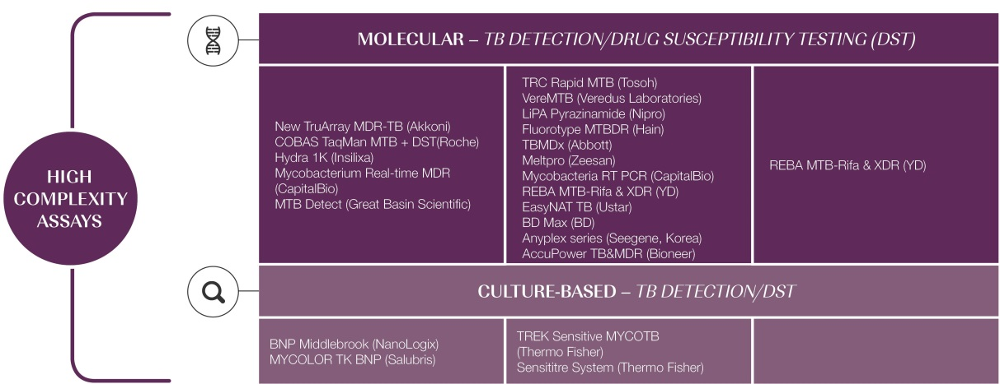 HIGH
COMPLEXITY
ASSAYS
MOLECULAR – TB DETECTION/DRUG SUSCEPTIBILITY TESTING (DST)
New TruArray MDR-TB (Akkoni)
COBAS TaqMan MTB + DST(Roche)
Hydra 1K (Insilixa)
Mycobacterium Real-time MDR
(CapitalBio)
MTB Detect (Great Basin Scientific)
TRC Rapid MTB (Tosoh)
VereMTB (Veredus Laboratories)
LiPA Pyrazinamide (Nipro)
Fluorotype MTBDR (Hain)
TBMDx (Abbott)
Meltpro (Zeesan)
Mycobacteria RT PCR (CapitalBio)
REBA MTB-Rifa & XDR (YD)
EasyNAT TB (Ustar)
BD Max (BD)
Anyplex series (Seegene, Korea)
AccuPower TB&MDR (Bioneer)
REBA MTB-Rifa & XDR (YD)
CULTURE-BASED – TB DETECTION/DST
BNP Middlebrook (NanoLogix)
MYCOLOR TK BNP (Salubris)
TREK Sensitive MYCOTB
(Thermo Fisher)
Sensititre System (Thermo Fisher)